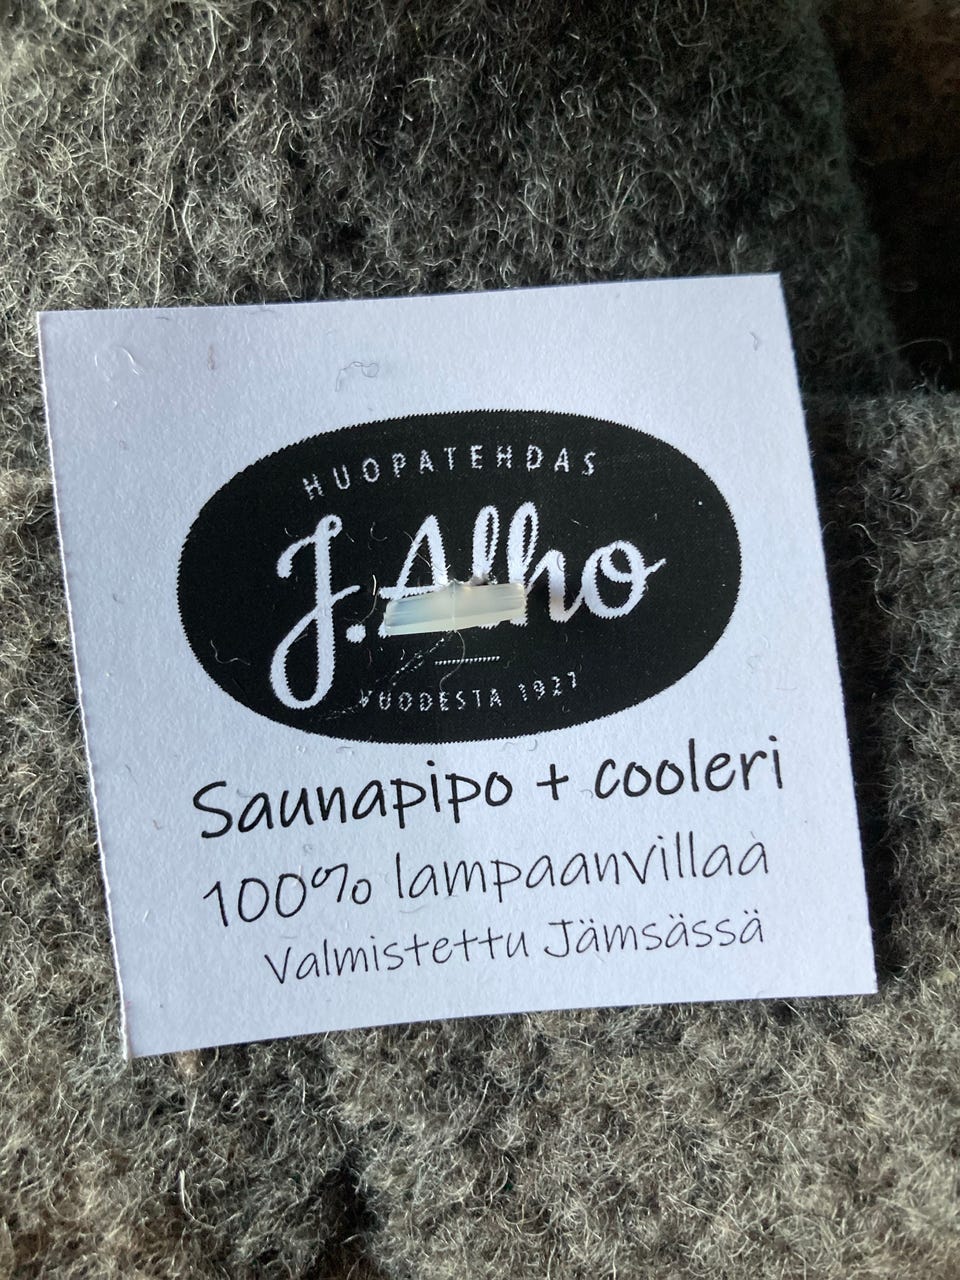 HUOPATEHDAS
J. Alho
VUODESTA 1927
Saunapipo + cooleri
100% lampaanvillaa
Valmistettu Jämsässä